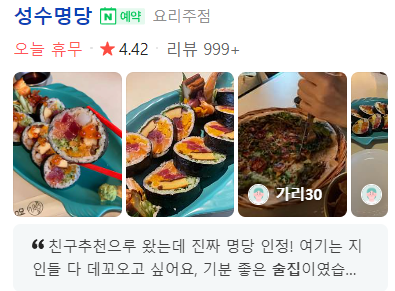 성수명당 N 예약 요리주점
오늘 휴무 · ★ 4.42 · 리뷰 999+
가리30
“ 친구추천으루 왔는데 진짜 명당 인정! 여기는 지
인들 다 데꼬오고 싶어요, 기분 좋은 술집이였습...